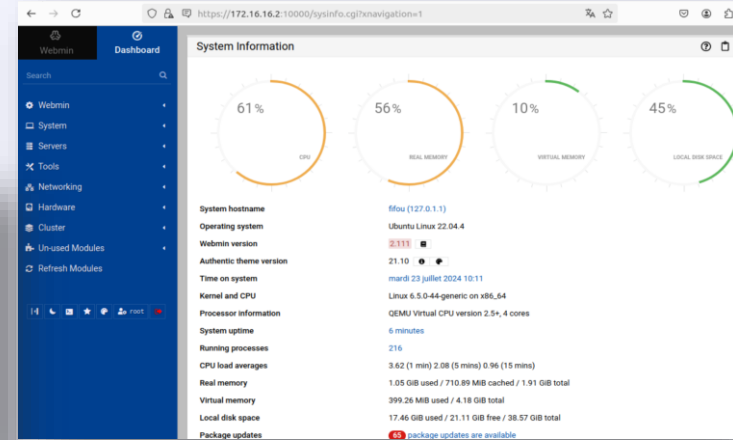 https://172.16.16.2:10000/sysinfo.cgi?xnavigation=1
Webmin
Dashboard
Search
Webmin
System
Servers
Tools
Networking
Hardware
Cluster
Un-used Modules
Refresh Modules
root
System Information
61%
CPU
56%
REAL MEMORY
10%
VIRTUAL MEMORY
45%
LOCAL DISK SPACE
System hostname fifou (127.0.1.1)
Operating system Ubuntu Linux 22.04.4
Webmin version 2.111
Authentic theme version 21.10
Time on system mardi 23 juillet 2024 10:11
Kernel and CPU Linux 6.5.0-44-generic on x86_64
Processor information QEMU Virtual CPU version 2.5+, 4 cores
System uptime 6 minutes
Running processes 216
CPU load averages 3.62 (1 min) 2.08 (5 mins) 0.96 (15 mins)
Real memory 1.05 GiB used / 710.89 MiB cached / 1.91 GiB total
Virtual memory 399.26 MiB used / 4.18 GiB total
Local disk space 17.46 GiB used / 21.11 GiB free / 38.57 GiB total
Package updates 65 package updates are available